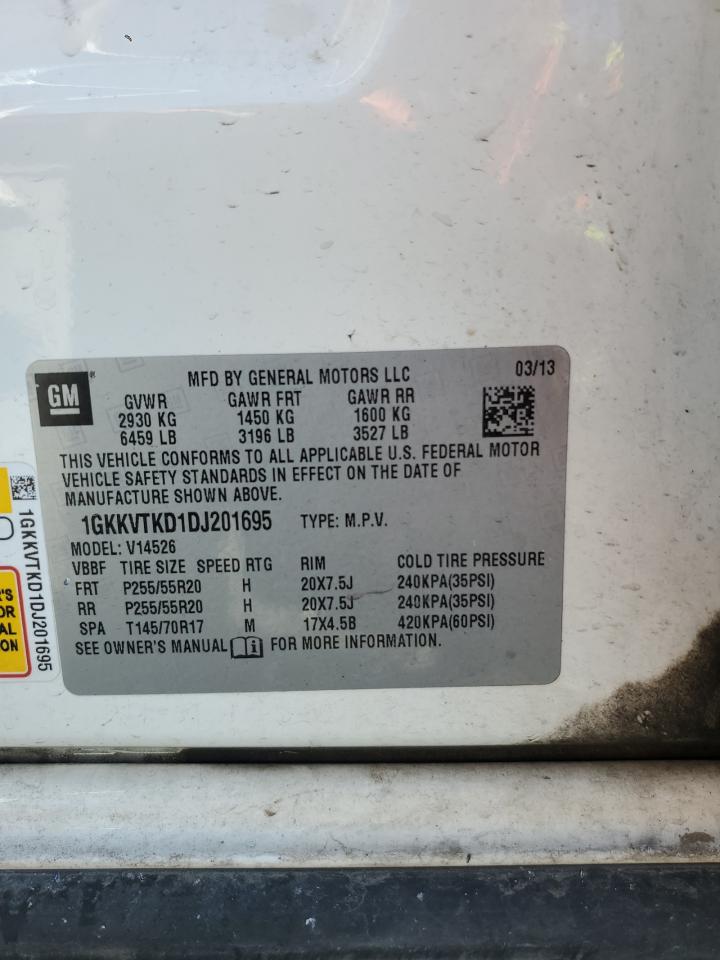 GM
MFD BY GENERAL MOTORS LLC
03/13
GVWR GAWR FRT GAWR RR
2930 KG 1450 KG 1600 KG
6459 LB 3196 LB 3527 LB
THIS VEHICLE CONFORMS TO ALL APPLICABLE U.S. FEDERAL MOTOR
VEHICLE SAFETY STANDARDS IN EFFECT ON THE DATE OF
MANUFACTURE SHOWN ABOVE.
1GKKVTKD1DJ201695 TYPE: M.P.V.
MODEL: V14526
VBBF TIRE SIZE SPEED RTG RIM COLD TIRE PRESSURE
FRT P255/55R20 H 20X7.5J 240KPA(35PSI)
RR P255/55R20 H 20X7.5J 240KPA(35PSI)
SPA T145/70R17 M 17X4.5B 420KPA(60PSI)
SEE OWNER'S MANUAL FOR MORE INFORMATION.
1GKKVTKD1DJ201695